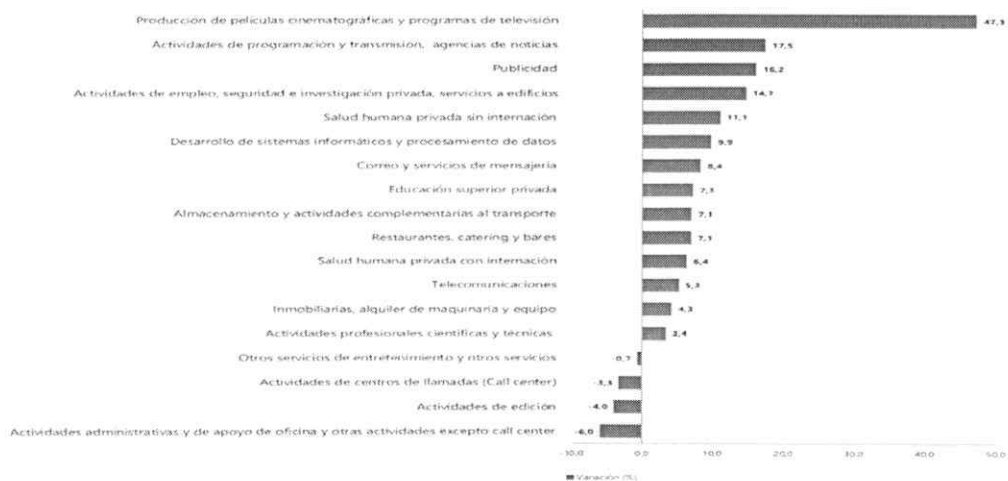 Producción de películas cinematográficas y programas de televisión
Actividades de programación y transmisión, agencias de noticias 17,5
Publicidad 16,2
Actividades de empleo, seguridad e investigación privada, servicios a edificios 14,7
Salud humana privada sin internación 11,1
Desarrollo de sistemas informáticos y procesamiento de datos 9,9
Correo y servicios de mensajería 8,4
Educación superior privada 7,3
Almacenamiento y actividades complementarias al transporte 7,1
Restaurantes, catering y bares 7,1
Salud humana privada con internación 6,4
Telecomunicaciones 5,3
Inmobiliarias, alquiler de maquinaria y equipo 4,3
Actividades profesionales científicas y técnicas
Otros servicios de entretenimiento y otros servicios -0,7
Actividades de centros de llamadas (Call center)
Actividades de edición -4,0
Actividades administrativas y de apoyo de oficina y otras actividades excepto call center -6,0
-10,0 0,0 10,0 20,0 30,0 40,0 50,0
Variación (%)